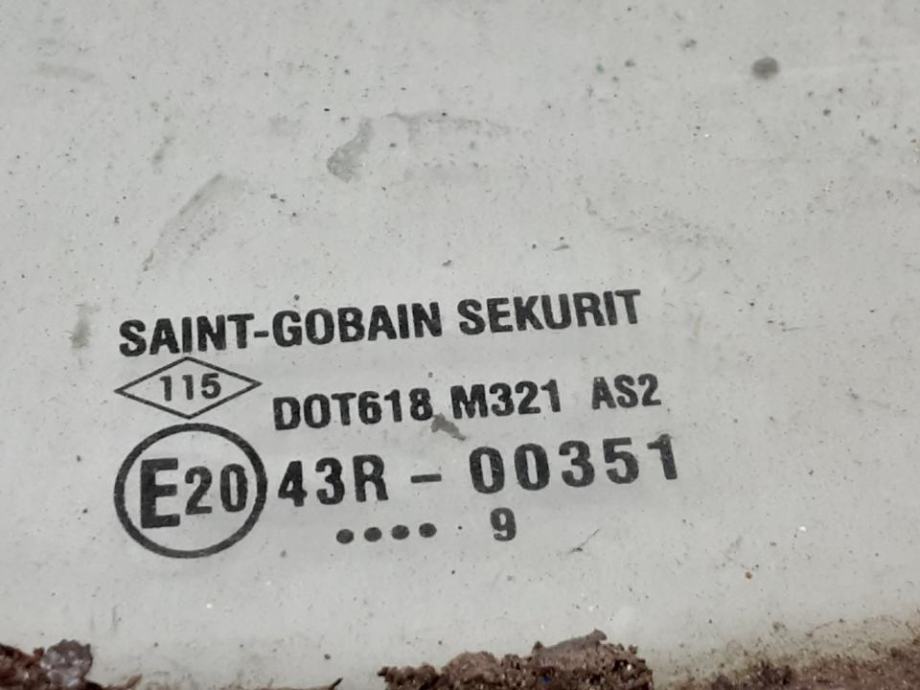 SAINT-GOBAIN SEKURIT
115
DOT618 M321 AS2
E20 43R - 00351
•••• 9